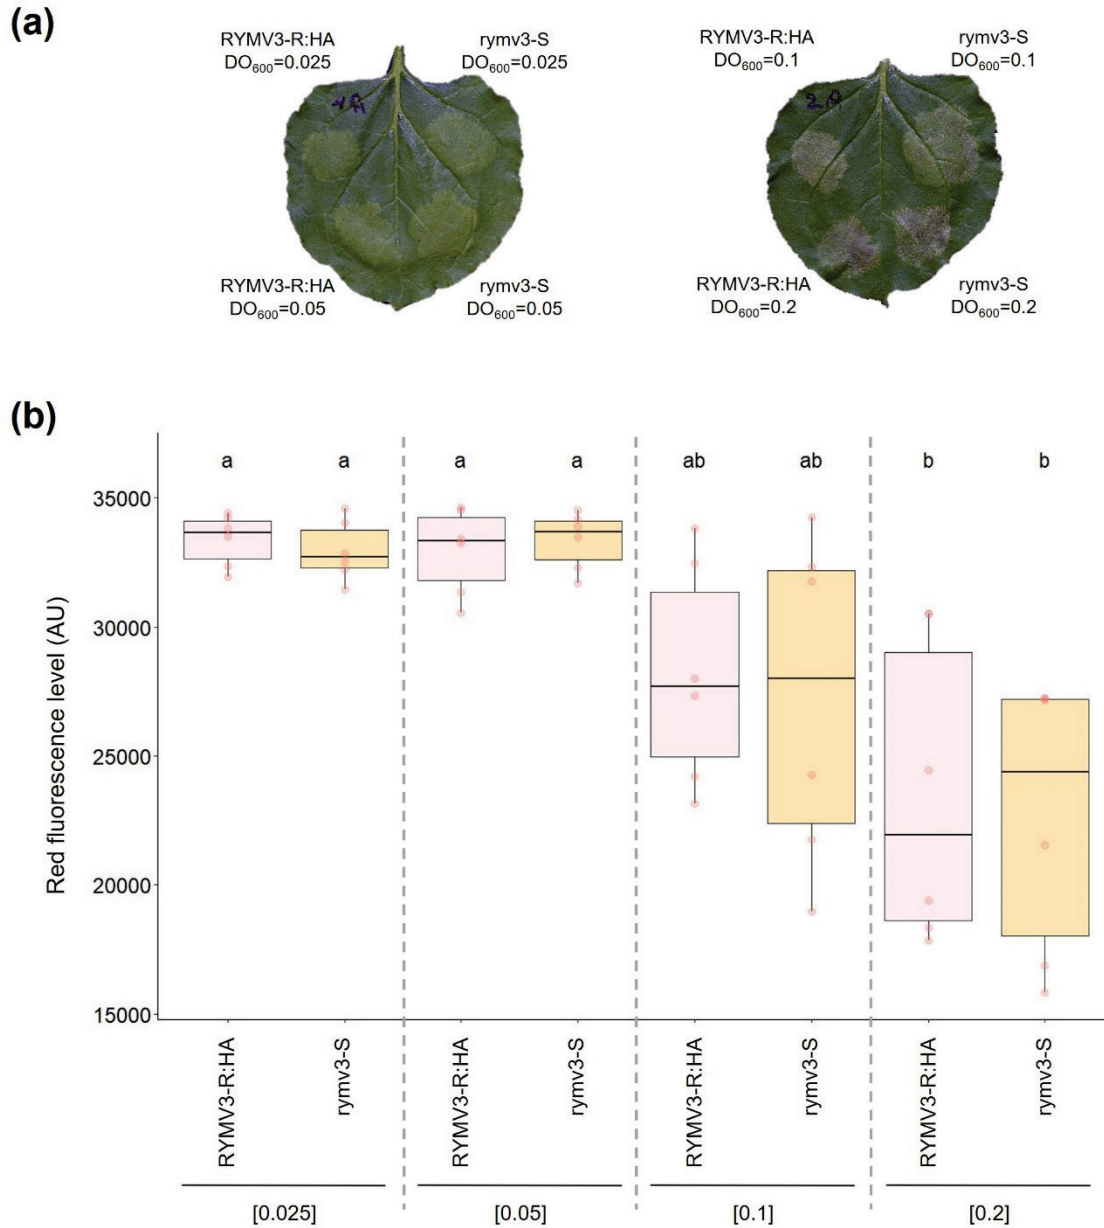 (a)
RYMV3-R:HA
DO600=0.025
rymv3-S
DO600=0.025
RYMV3-R:HA
DO600=0.1
rymv3-S
DO600=0.1
RYMV3-R:HA
DO600=0.05
rymv3-S
DO600=0.05
RYMV3-R:HA
DO600=0.2
rymv3-S
DO600=0.2
(b)
a a a a ab ab b b
35000
30000
25000
20000
15000
Red fluorescence level (AU)
RYMV3-R:HA
rymv3-S
RYMV3-R:HA
rymv3-S
RYMV3-R:HA
rymv3-S
RYMV3-R:HA
rymv3-S
[0.025] [0.05] [0.1] [0.2]